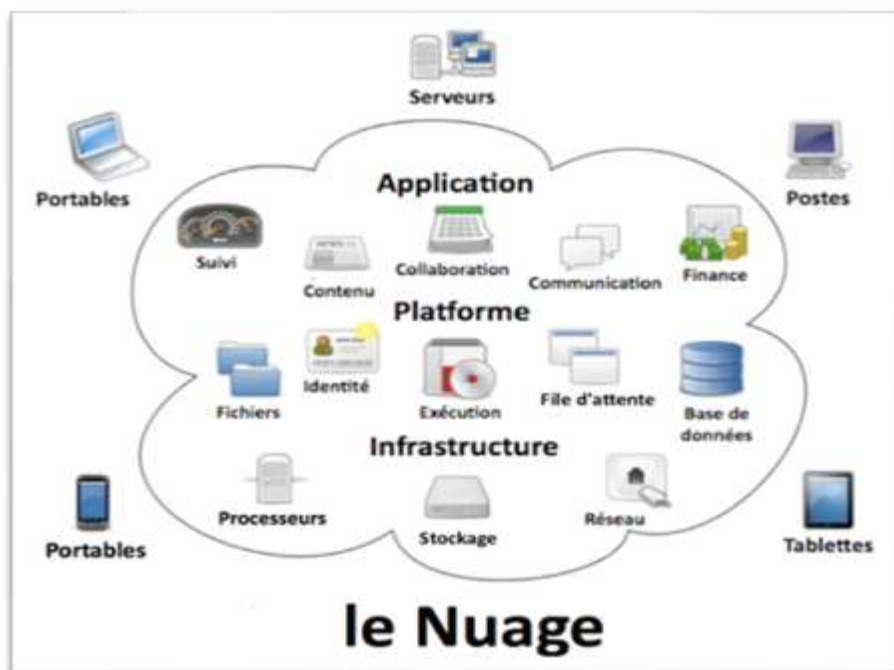 Serveurs
Portables
Postes
Application
Suivi
Contenu
Collaboration
Communication
Finance
Platforme
Fichiers
Identité
Exécution
File d'attente
Base de
données
Infrastructure
Processeurs
Stockage
Réseau
Portables
Tablettes
le Nuage